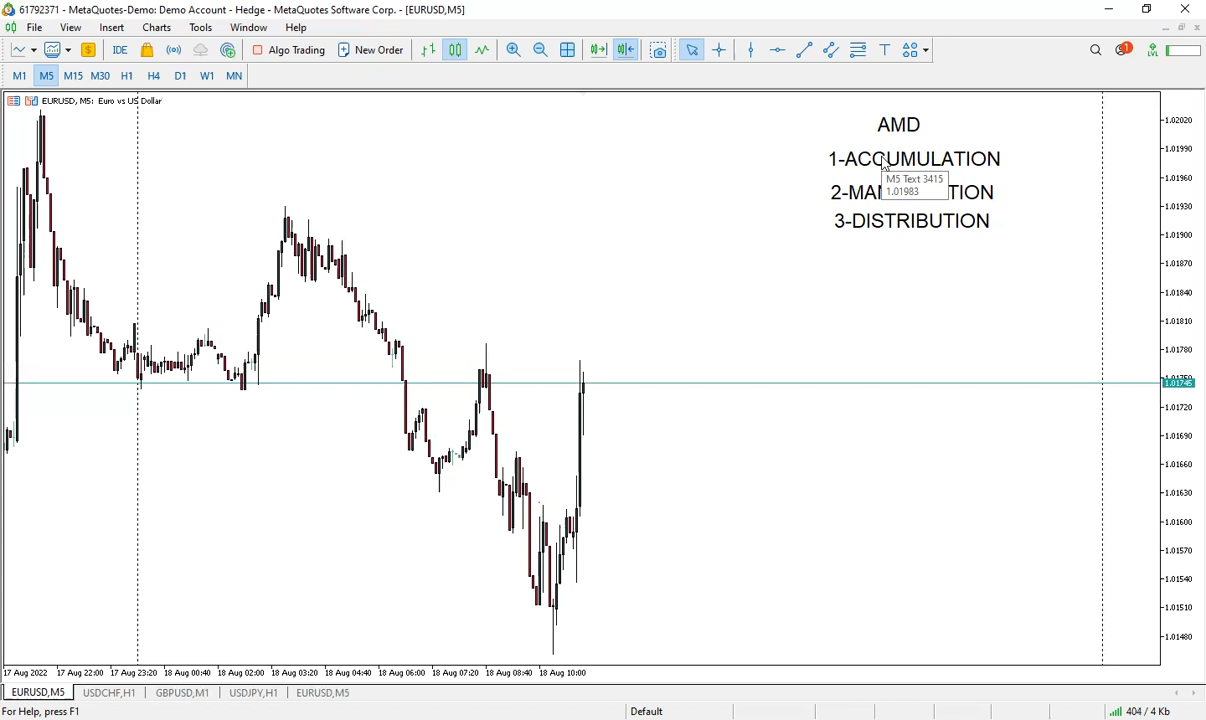 61792371 - MetaQuotes-Demo: Demo Account - Hedge - MetaQuotes Software Corp. - [EURUSD,M5]
File View Insert Charts Tools Window Help
IDE Algo Trading New Order 1 LVL
M1 M5 M15 M30 H1 H4 D1 W1 MN
EURUSD, M5: Euro vs US Dollar
AMD
1-ACCUMULATION
M5 Text 3415
1.01983
3-DISTRIBUTION
1.02020
1.01990
1.01960
1.01930
1.01900
1.01870
1.01840
1.01810
1.01780
1.01745
1.01720
1.01690
1.01660
1.01630
1.01600
1.01570
1.01540
1.01510
1.01480
17 Aug 2022 17 Aug 22:00 17 Aug 23:20 18 Aug 00:40 18 Aug 02:00 18 Aug 03:20 18 Aug 04:40 18 Aug 06:00 18 Aug 07:20 18 Aug 08:40 18 Aug 10:00
EURUSD,M5 USDCHF,H1 GBPUSD,M1 USDJPY,H1 EURUSD,M5
For Help, press F1 Default 404 / 4 Kb